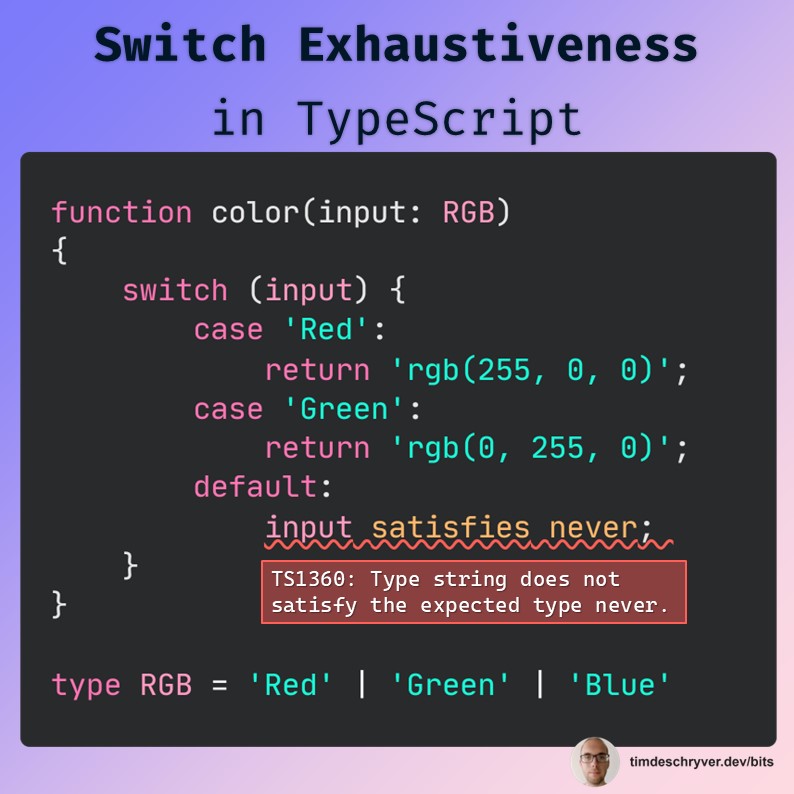 Switch Exhaustiveness
in TypeScript
function color(input: RGB)
{
    switch (input) {
        case 'Red':
            return 'rgb(255, 0, 0)';
        case 'Green':
            return 'rgb(0, 255, 0)';
        default:
            input satisfies never;
    }
TS1360: Type string does not
satisfy the expected type never.
}
type RGB = 'Red' | 'Green' | 'Blue'
timdeschryver.dev/bits